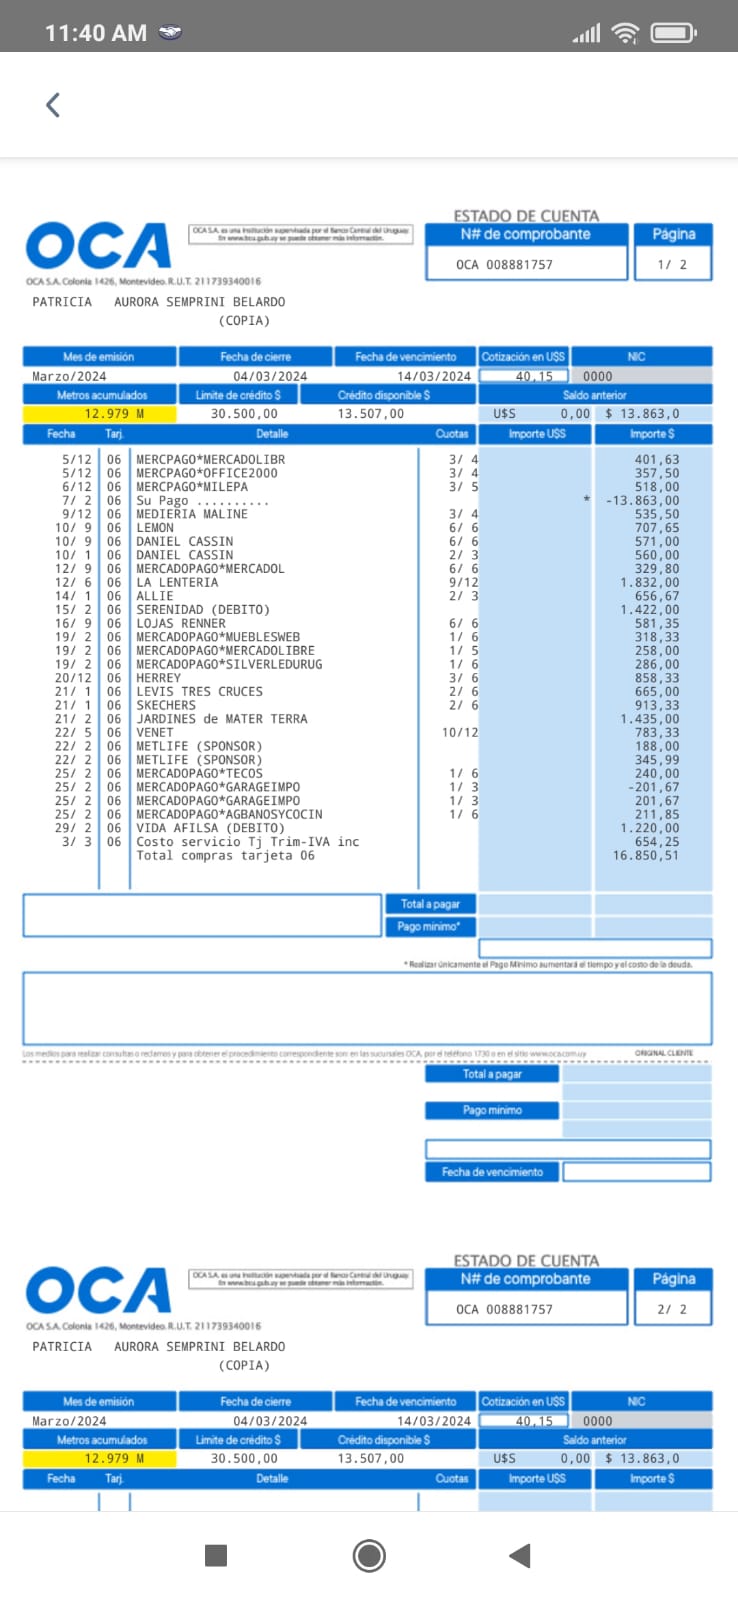 11:40 AM
ESTADO DE CUENTA
OCA
OCA S.A. es una institución supervisada por el Banco Central del Uruguay.
En www.bcu.gub.uy se puede obtener más información.
N# de comprobante Página
OCA 008881757 1/ 2
OCA S.A. Colonia 1426, Montevideo. R.U.T. 211739340016
PATRICIA AURORA SEMPRINI BELARDO
(COPIA)
Mes de emisión Fecha de cierre Fecha de vencimiento Cotización en U$S NIC
Marzo/2024 04/03/2024 14/03/2024 40,15 0000
Metros acumulados Limite de crédito $ Crédito disponible $ Saldo anterior
12.979 M 30.500,00 13.507,00 U$S 0,00 $ 13.863,0
Fecha Tarj. Detalle Cuotas Importe U$S Importe $
5/12 06 MERCPAGO*MERCADOLIBR 3/ 4 401,63
5/12 06 MERCPAGO*OFFICE2000 3/ 4 357,50
6/12 06 MERCPAGO*MILEPA 3/ 5 518,00
7/ 2 06 Su Pago .......... * -13.863,00
9/12 06 MEDIERIA MALINE 3/ 4 535,50
10/ 9 06 LEMON 6/ 6 707,65
10/ 9 06 DANIEL CASSIN 6/ 6 571,00
10/ 1 06 DANIEL CASSIN 2/ 3 560,00
12/ 9 06 MERCADOPAGO*MERCADOL 6/ 6 329,80
12/ 6 06 LA LENTERIA 9/12 1.832,00
14/ 1 06 ALLIE 2/ 3 656,67
15/ 2 06 SERENIDAD (DEBITO) 1.422,00
16/ 9 06 LOJAS RENNER 6/ 6 581,35
19/ 2 06 MERCADOPAGO*MUEBLESWEB 1/ 6 318,33
19/ 2 06 MERCADOPAGO*MERCADOLIBRE 1/ 5 258,00
19/ 2 06 MERCADOPAGO*SILVERLEDURUG 1/ 6 286,00
20/12 06 HERREY 3/ 6 858,33
21/ 1 06 LEVIS TRES CRUCES 2/ 6 665,00
21/ 1 06 SKECHERS 2/ 6 913,33
21/ 2 06 JARDINES de MATER TERRA 1.435,00
22/ 5 06 VENET 10/12 783,33
22/ 2 06 METLIFE (SPONSOR) 188,00
22/ 2 06 METLIFE (SPONSOR) 345,99
25/ 2 06 MERCADOPAGO*TECOS 1/ 6 240,00
25/ 2 06 MERCADOPAGO*GARAGEIMPO 1/ 3 -201,67
25/ 2 06 MERCADOPAGO*GARAGEIMPO 1/ 3 201,67
25/ 2 06 MERCADOPAGO*AGBANOSYCOCIN 1/ 6 211,85
29/ 2 06 VIDA AFILSA (DEBITO) 1.220,00
3/ 3 06 Costo servicio Tj Trim-IVA inc 654,25
Total compras tarjeta 06 16.850,51
Total a pagar
Pago mínimo*
* Realizar únicamente el Pago Mínimo aumentará el tiempo y el costo de la deuda.
Los medios para realizar consultas o reclamos y para obtener el procedimiento correspondiente son: en las sucursales OCA, por el teléfono 1730 o en el sitio www.oca.com.uy ORIGINAL CLIENTE
Total a pagar
Pago mínimo
Fecha de vencimiento
ESTADO DE CUENTA
OCA
OCA S.A. es una institución supervisada por el Banco Central del Uruguay.
En www.bcu.gub.uy se puede obtener más información.
N# de comprobante Página
OCA 008881757 2/ 2
OCA S.A. Colonia 1426, Montevideo. R.U.T. 211739340016
PATRICIA AURORA SEMPRINI BELARDO
(COPIA)
Mes de emisión Fecha de cierre Fecha de vencimiento Cotización en U$S NIC
Marzo/2024 04/03/2024 14/03/2024 40,15 0000
Metros acumulados Limite de crédito $ Crédito disponible $ Saldo anterior
12.979 M 30.500,00 13.507,00 U$S 0,00 $ 13.863,0
Fecha Tarj. Detalle Cuotas Importe U$S Importe $